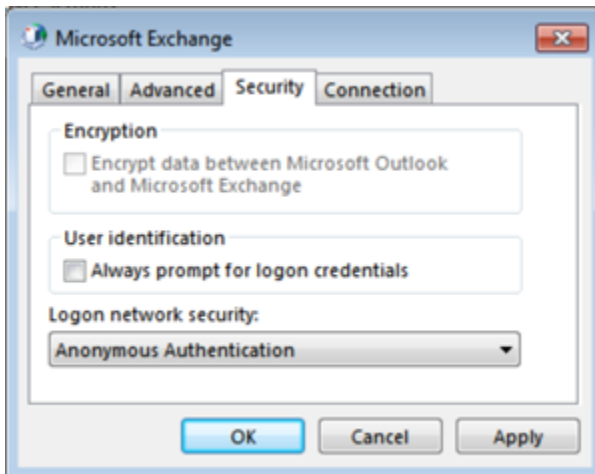 Microsoft Exchange
General Advanced Security Connection
Encryption
Encrypt data between Microsoft Outlook
and Microsoft Exchange
User identification
Always prompt for logon credentials
Logon network security:
Anonymous Authentication
OK Cancel Apply